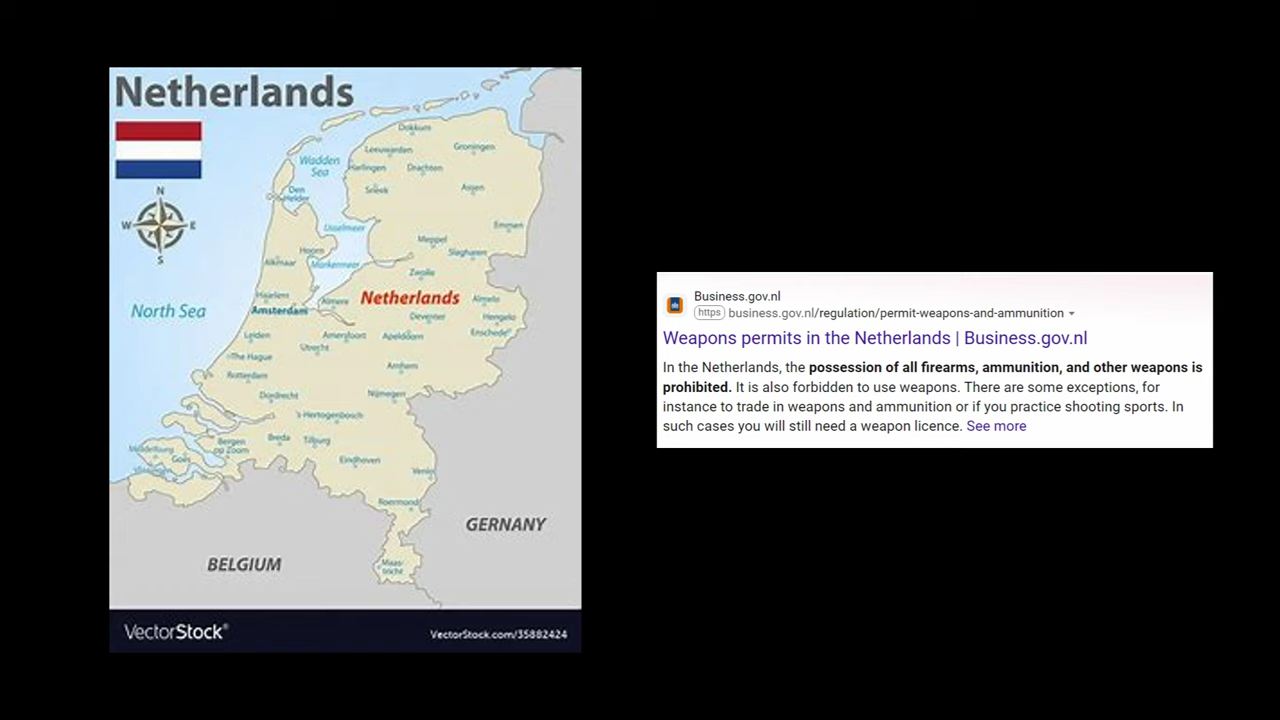 Netherlands
N
W E
S
North Sea
Wadden
Sea
Dokkum
Leeuwarden
Groningen
Harlingen
Drachten
Sneek
Assen
Den
Helder
IJsselmeer
Emmen
Meppel
Hoorn
Slagharen
Alkmaar
Markermeer
Zwolle
Haarlem
Almere
Netherlands
Almelo
Amsterdam
Deventer
Hengelo
Leiden
Amersfoort
Apeldoorn
Enschede
Utrecht
The Hague
Arnhem
Rotterdam
Dordrecht
Nijmegen
's-Hertogenbosch
Middelburg
Goes
Bergen
op Zoom
Breda
Tilburg
Eindhoven
Venlo
Roermond
GERNANY
BELGIUM
Maas-
tricht
VectorStock®
VectorStock.com/35882424
Business.gov.nl
https business.gov.nl/regulation/permit-weapons-and-ammunition
Weapons permits in the Netherlands | Business.gov.nl
In the Netherlands, the possession of all firearms, ammunition, and other weapons is
prohibited. It is also forbidden to use weapons. There are some exceptions, for
instance to trade in weapons and ammunition or if you practice shooting sports. In
such cases you will still need a weapon licence. See more